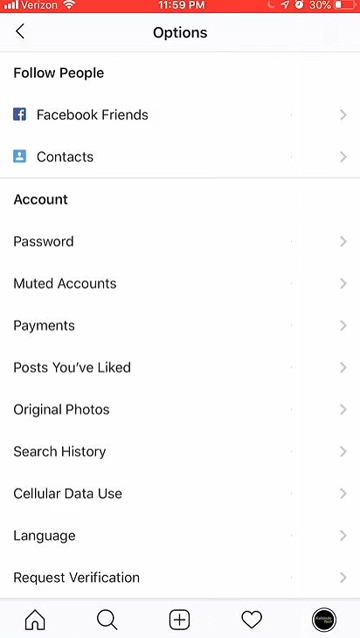 Verizon 11:59 PM 30%
Options
Follow People
Facebook Friends
Contacts
Account
Password
Muted Accounts
Payments
Posts You’ve Liked
Original Photos
Search History
Cellular Data Use
Language
Request Verification